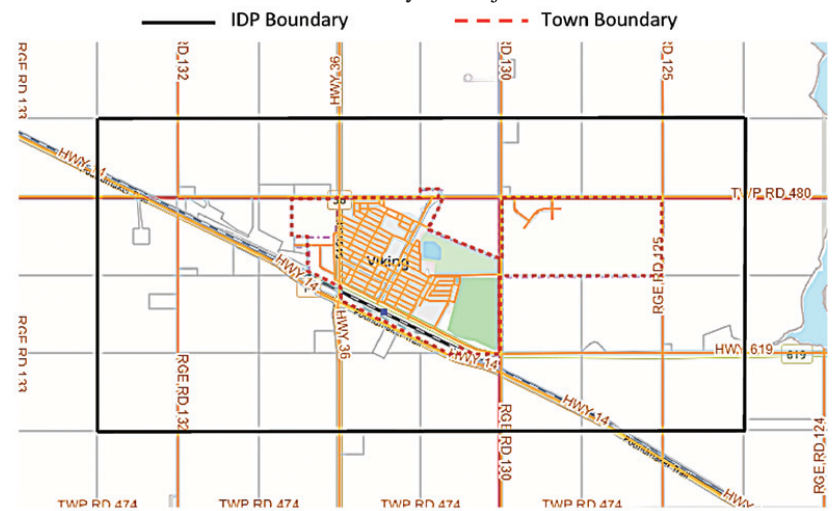 IDP Boundary
Town Boundary
RGE RD 133
RD 132
HWY 36
RD 130
RD 125
HWY 14
TWP RD 480
36
Viking
RGE RD 125
HWY 14
HWY 36
RGE RD 133
RGE RD 132
HWY 14
HWY 619
619
HWY 14
RGE RD 130
RGE RD 124
HWY
TWP RD 474
TWP RD 474
TWP RD 474
TWP RD 474